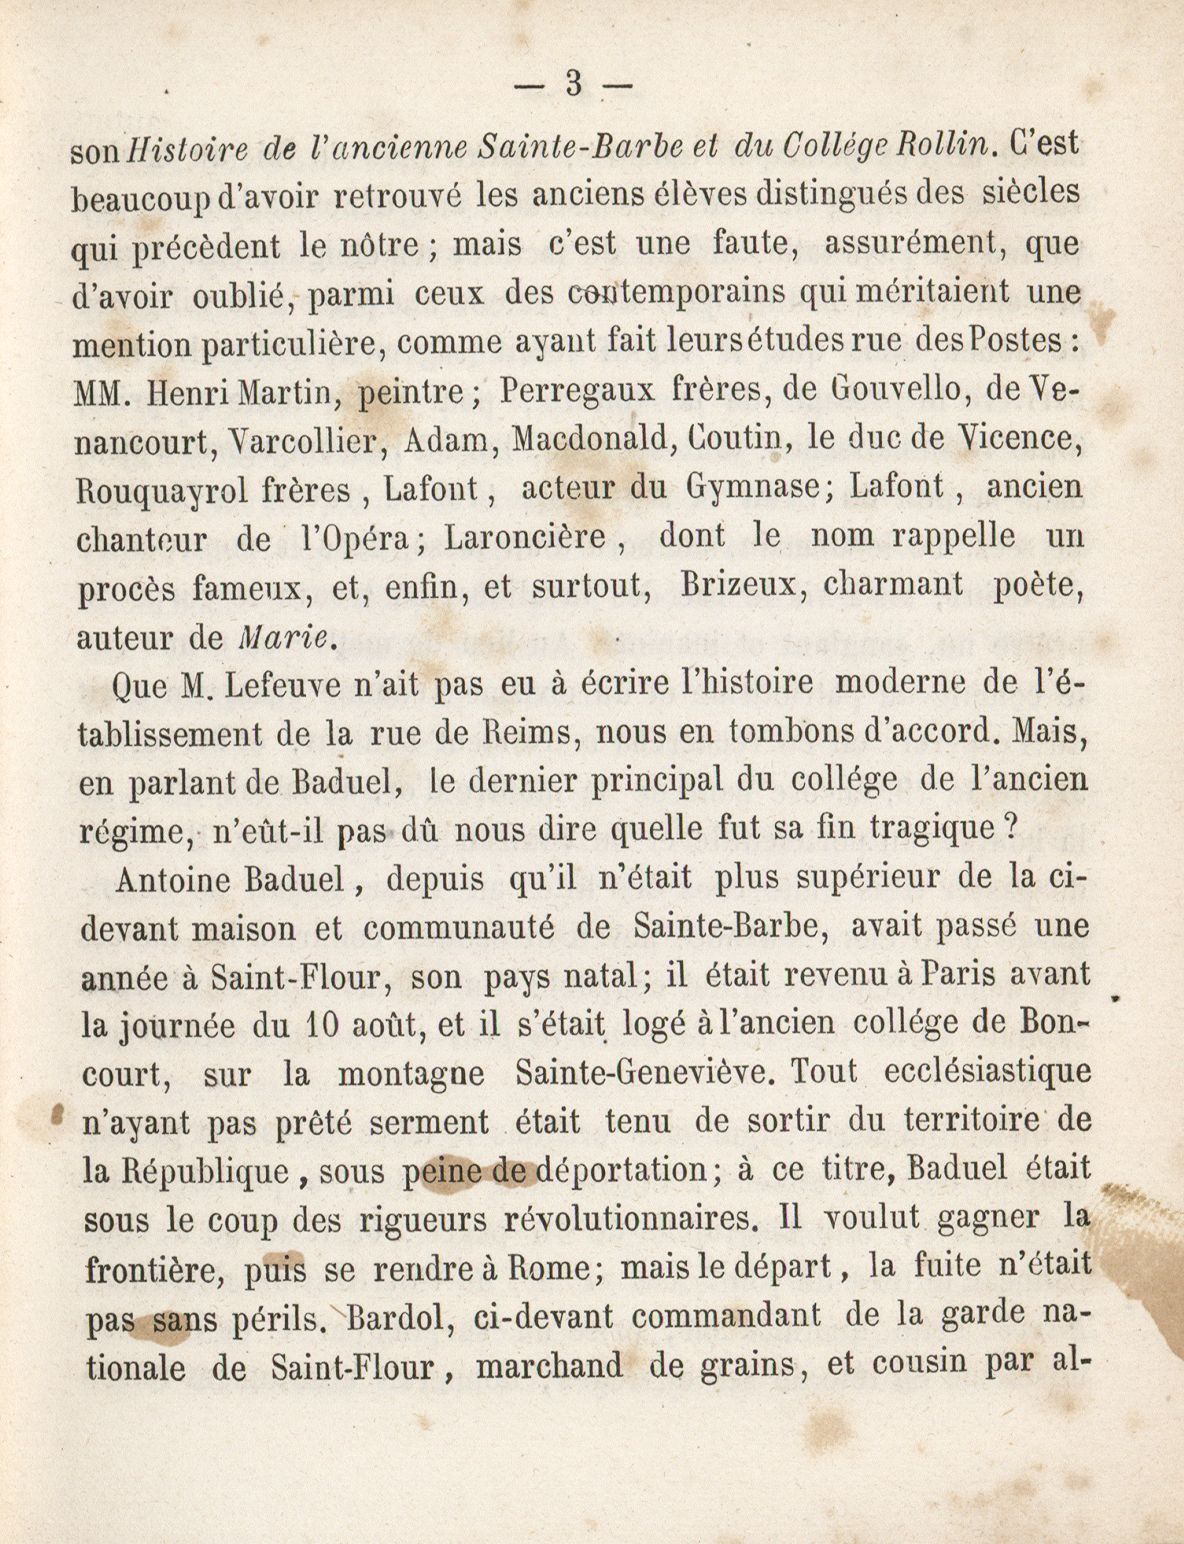 — 3 —
son Histoire de l'ancienne Sainte-Barbe et du Collége Rollin. C'est
beaucoup d'avoir retrouvé les anciens élèves distingués des siècles
qui précèdent le nôtre ; mais c'est une faute, assurément, que
d'avoir oublié, parmi ceux des contemporains qui méritaient une
mention particulière, comme ayant fait leurs études rue des Postes :
MM. Henri Martin, peintre ; Perregaux frères, de Gouvello, de Ve-
nancourt, Varcollier, Adam, Macdonald, Coutin, le duc de Vicence,
Rouquayrol frères , Lafont , acteur du Gymnase; Lafont , ancien
chanteur de l'Opéra ; Laroncière , dont le nom rappelle un
procès fameux, et, enfin, et surtout, Brizeux, charmant poète,
auteur de Marie.
Que M. Lefeuve n'ait pas eu à écrire l'histoire moderne de l'é-
tablissement de la rue de Reims, nous en tombons d'accord. Mais,
en parlant de Baduel, le dernier principal du collége de l'ancien
régime, n'eût-il pas dû nous dire quelle fut sa fin tragique ?
Antoine Baduel , depuis qu'il n'était plus supérieur de la ci-
devant maison et communauté de Sainte-Barbe, avait passé une
année à Saint-Flour, son pays natal ; il était revenu à Paris avant
la journée du 10 août, et il s'était logé à l'ancien collége de Bon-
court, sur la montagne Sainte-Geneviève. Tout ecclésiastique
n'ayant pas prêté serment était tenu de sortir du territoire de
la République , sous peine de déportation ; à ce titre, Baduel était
sous le coup des rigueurs révolutionnaires. Il voulut gagner la
frontière, puis se rendre à Rome; mais le départ , la fuite n'était
pas sans périls. Bardol, ci-devant commandant de la garde na-
tionale de Saint-Flour , marchand de grains, et cousin par al-